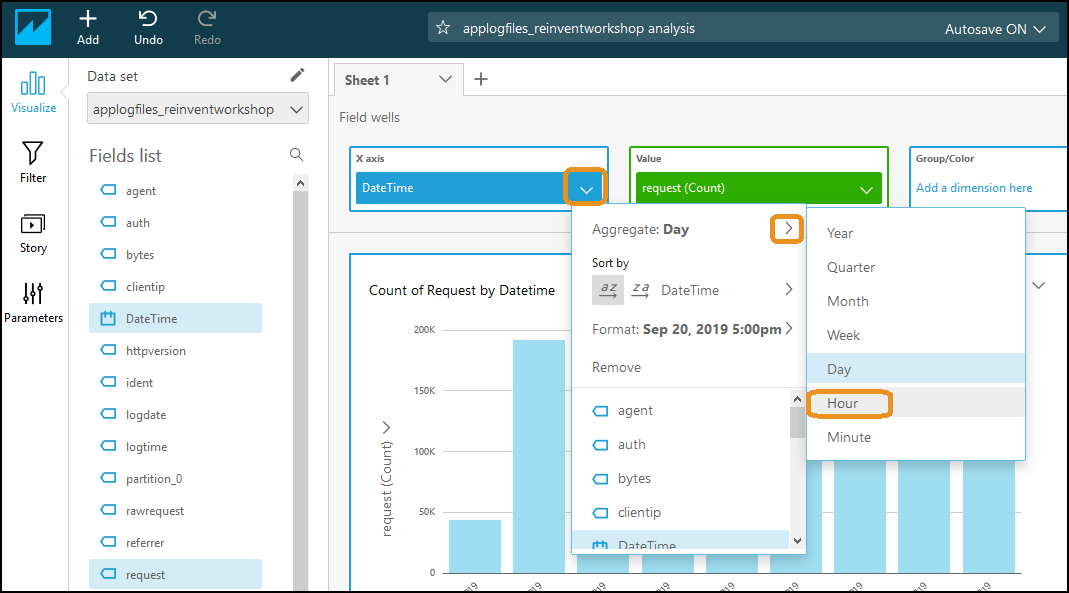 Add
Undo
Redo
applogfiles_reinventworkshop analysis
Autosave ON
Visualize
Filter
Story
Parameters
Data set
applogfiles_reinventworkshop
Fields list
agent
auth
bytes
clientip
DateTime
httpversion
ident
logdate
logtime
partition_0
rawrequest
referrer
request
Sheet 1
Field wells
X axis
DateTime
Value
request (Count)
Group/Color
Add a dimension here
Aggregate: Day
Sort by
az
za
DateTime
Format: Sep 20, 2019 5:00pm
Remove
agent
auth
bytes
clientip
DateTime
Year
Quarter
Month
Week
Day
Hour
Minute
Count of Request by Datetime
request (Count)
200K
150K
100K
50K
0